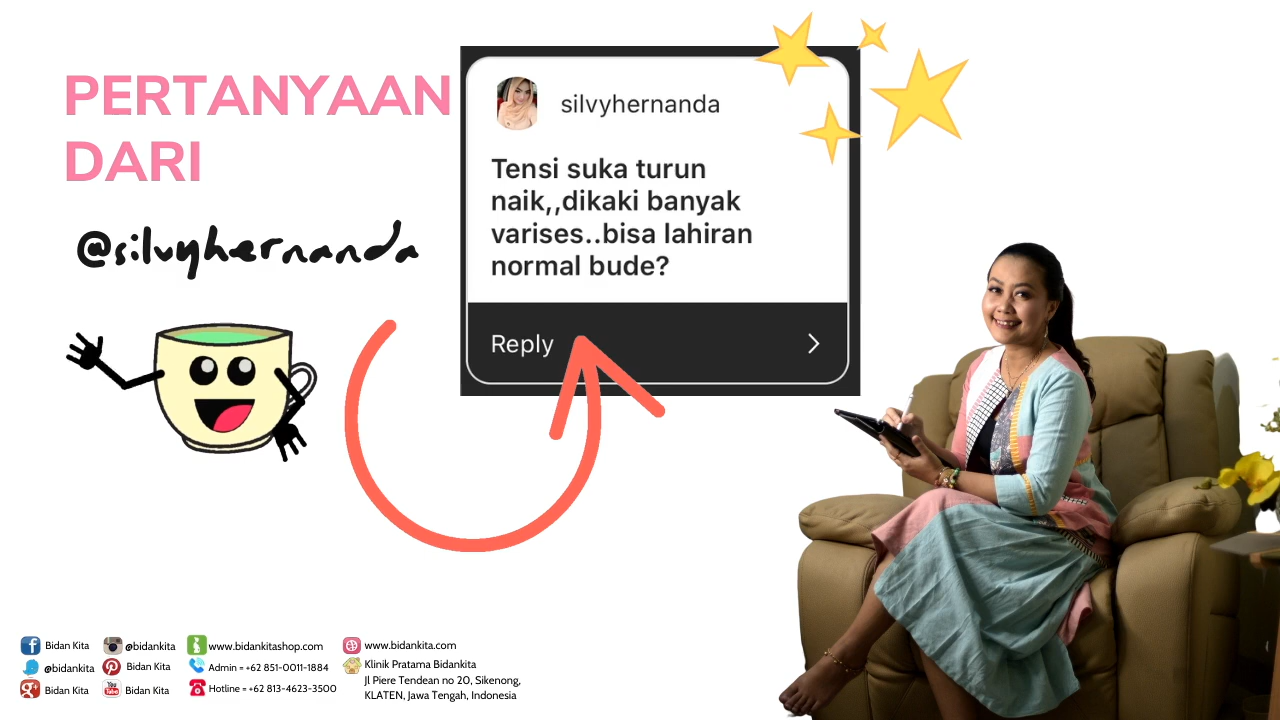 PERTANYAAN
DARI
@silvyhernanda
silvyhernanda
Tensi suka turun
naik,,dikaki banyak
varises..bisa lahiran
normal bude?
Reply
Bidan Kita
@bidankita
www.bidankitashop.com
www.bidankita.com
@bidankita
Bidan Kita
Admin = +62 851-0011-1884
Klinik Pratama Bidankita
Jl Piere Tendean no 20, Sikenong,
KLATEN, Jawa Tengah, Indonesia
Bidan Kita
You Tube
Bidan Kita
Hotline = +62 813-4623-3500